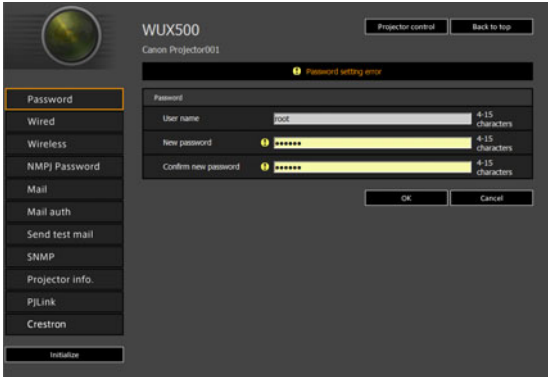 WUX500
Projector control
Back to top
Canon Projector001
Password setting error
Password
Wired
Wireless
NMPJ Password
Mail
Mail auth
Send test mail
SNMP
Projector info.
PJLink
Crestron
Initialize
Password
User name
root
4-15
characters
New password
••••••
4-15
characters
Confirm new password
••••••
4-15
characters
OK
Cancel